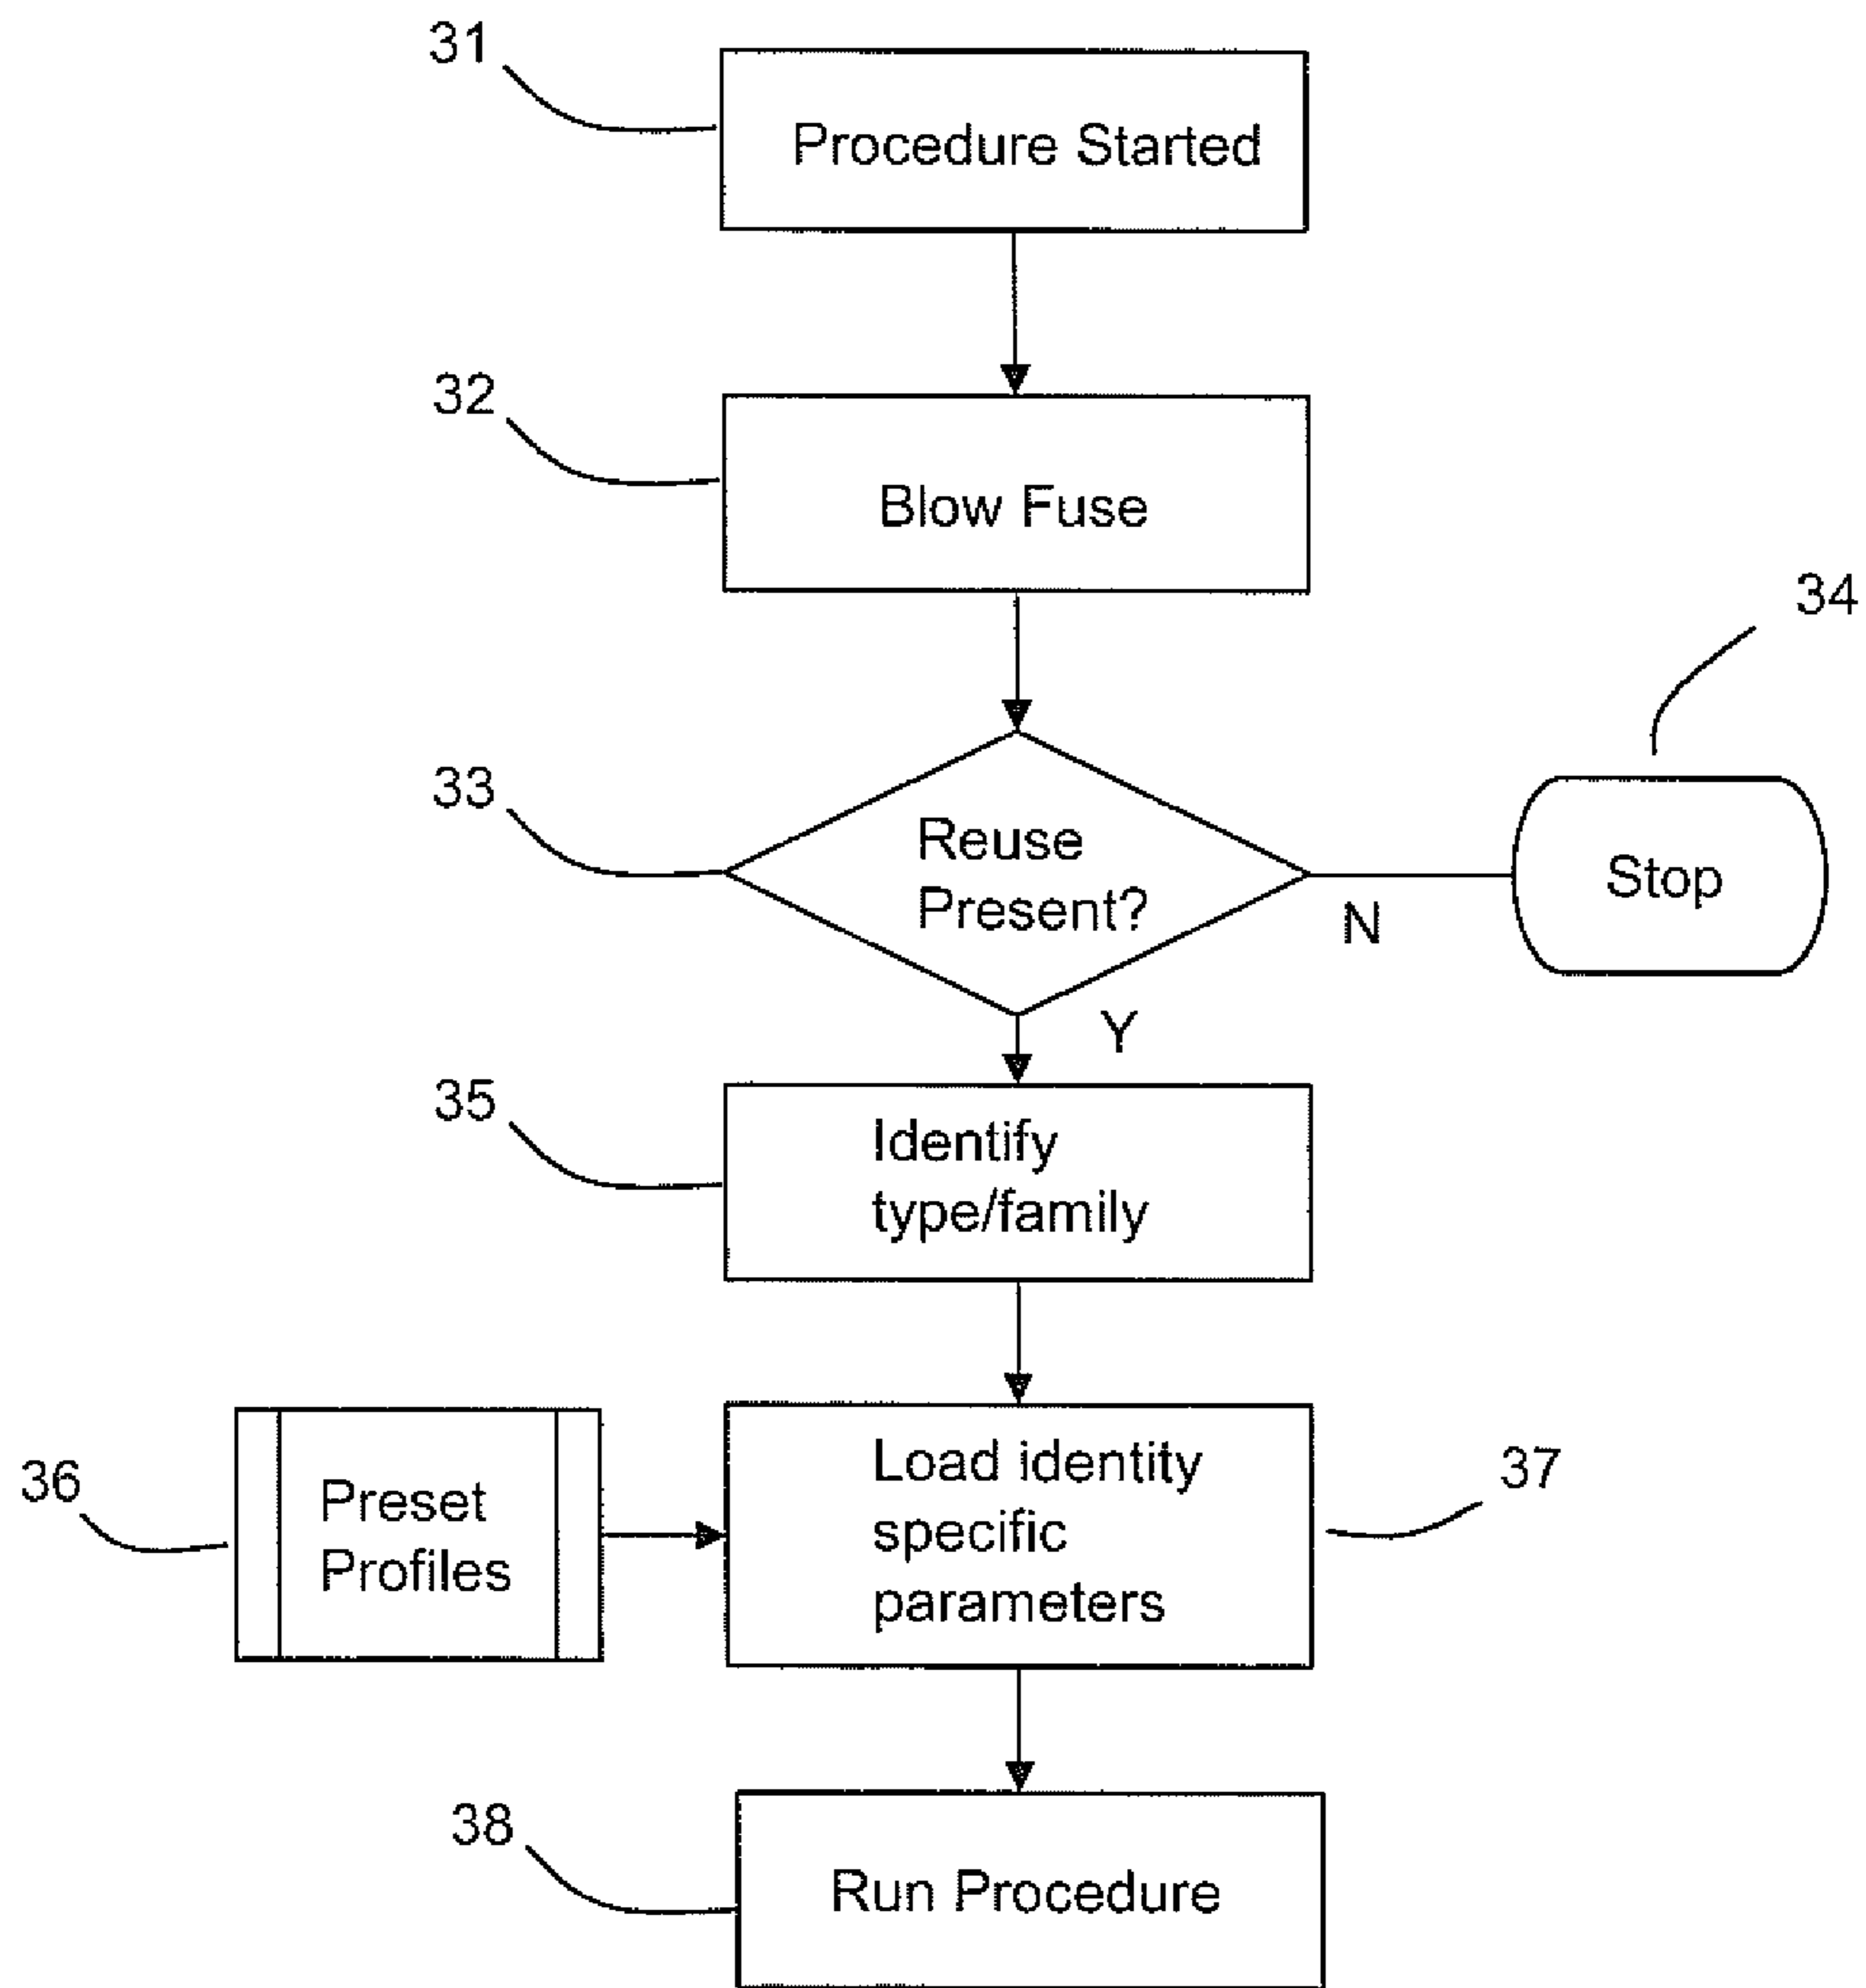 31
Procedure Started
32
Blow Fuse
34
33
Reuse
Present?
Stop
N
Y
35
Identify
type/family
36
Preset
Profiles
Load identity
specific
parameters
37
38
Run Procedure